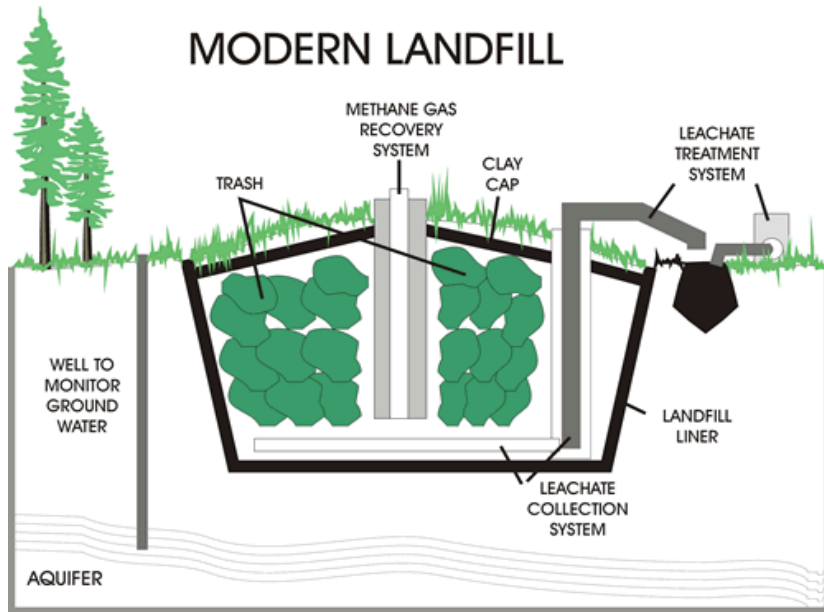 MODERN LANDFILL
METHANE GAS
RECOVERY
SYSTEM
LEACHATE
TREATMENT
SYSTEM
CLAY
CAP
TRASH
WELL TO
MONITOR
GROUND
WATER
LANDFILL
LINER
LEACHATE
COLLECTION
SYSTEM
AQUIFER